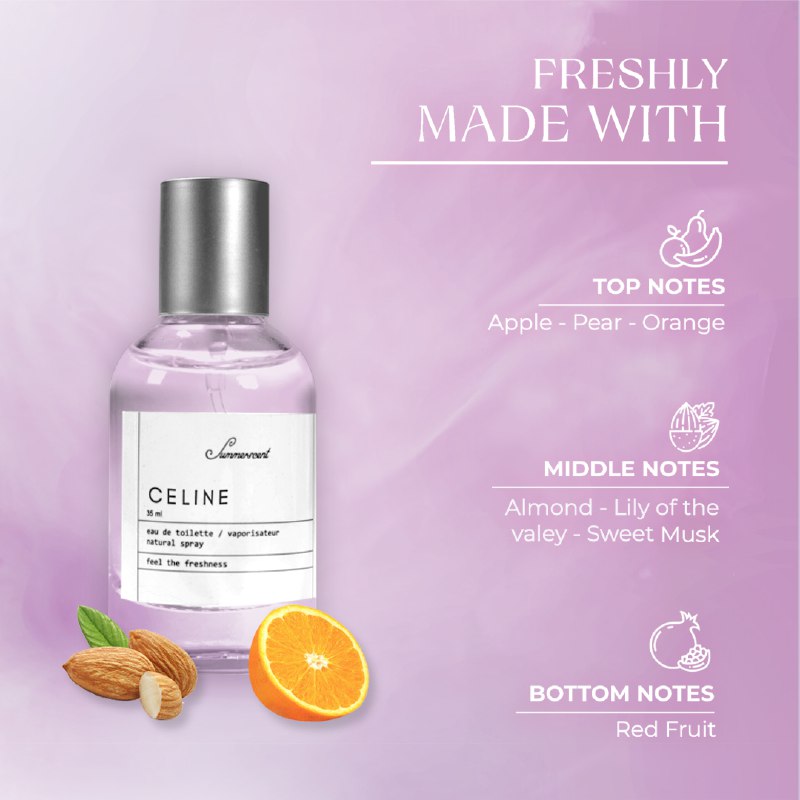 FRESHLY
MADE WITH
TOP NOTES
Apple - Pear - Orange
MIDDLE NOTES
Almond - Lily of the
valey - Sweet Musk
BOTTOM NOTES
Red Fruit
Summerscent
CELINE
35 ml
eau de toilette / vaporisateur
natural spray
feel the freshness